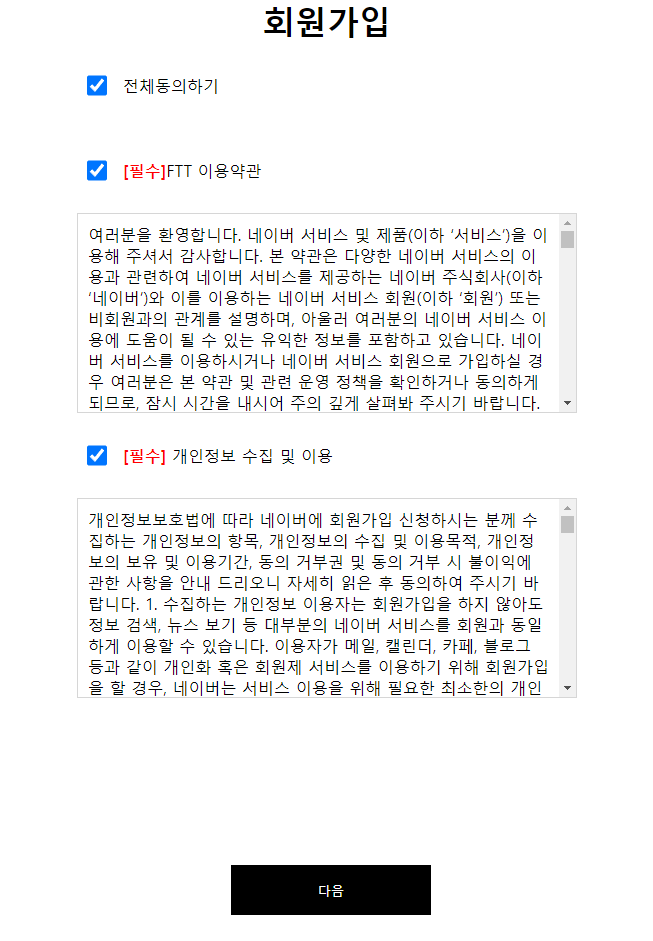 회원가입
전체동의하기
[필수]FTT 이용약관
여러분을 환영합니다. 네이버 서비스 및 제품(이하 ‘서비스’)을 이
용해 주셔서 감사합니다. 본 약관은 다양한 네이버 서비스의 이
용과 관련하여 네이버 서비스를 제공하는 네이버 주식회사(이하
‘네이버’)와 이를 이용하는 네이버 서비스 회원(이하 ‘회원’) 또는
비회원과의 관계를 설명하며, 아울러 여러분의 네이버 서비스 이
용에 도움이 될 수 있는 유익한 정보를 포함하고 있습니다. 네이
버 서비스를 이용하시거나 네이버 서비스 회원으로 가입하실 경
우 여러분은 본 약관 및 관련 운영 정책을 확인하거나 동의하게
되므로, 잠시 시간을 내시어 주의 깊게 살펴봐 주시기 바랍니다.
[필수] 개인정보 수집 및 이용
개인정보보호법에 따라 네이버에 회원가입 신청하시는 분께 수
집하는 개인정보의 항목, 개인정보의 수집 및 이용목적, 개인정
보의 보유 및 이용기간, 동의 거부권 및 동의 거부 시 불이익에
관한 사항을 안내 드리오니 자세히 읽은 후 동의하여 주시기 바
랍니다. 1. 수집하는 개인정보 이용자는 회원가입을 하지 않아도
정보 검색, 뉴스 보기 등 대부분의 네이버 서비스를 회원과 동일
하게 이용할 수 있습니다. 이용자가 메일, 캘린더, 카페, 블로그
등과 같이 개인화 혹은 회원제 서비스를 이용하기 위해 회원가입
을 할 경우, 네이버는 서비스 이용을 위해 필요한 최소한의 개인
다음